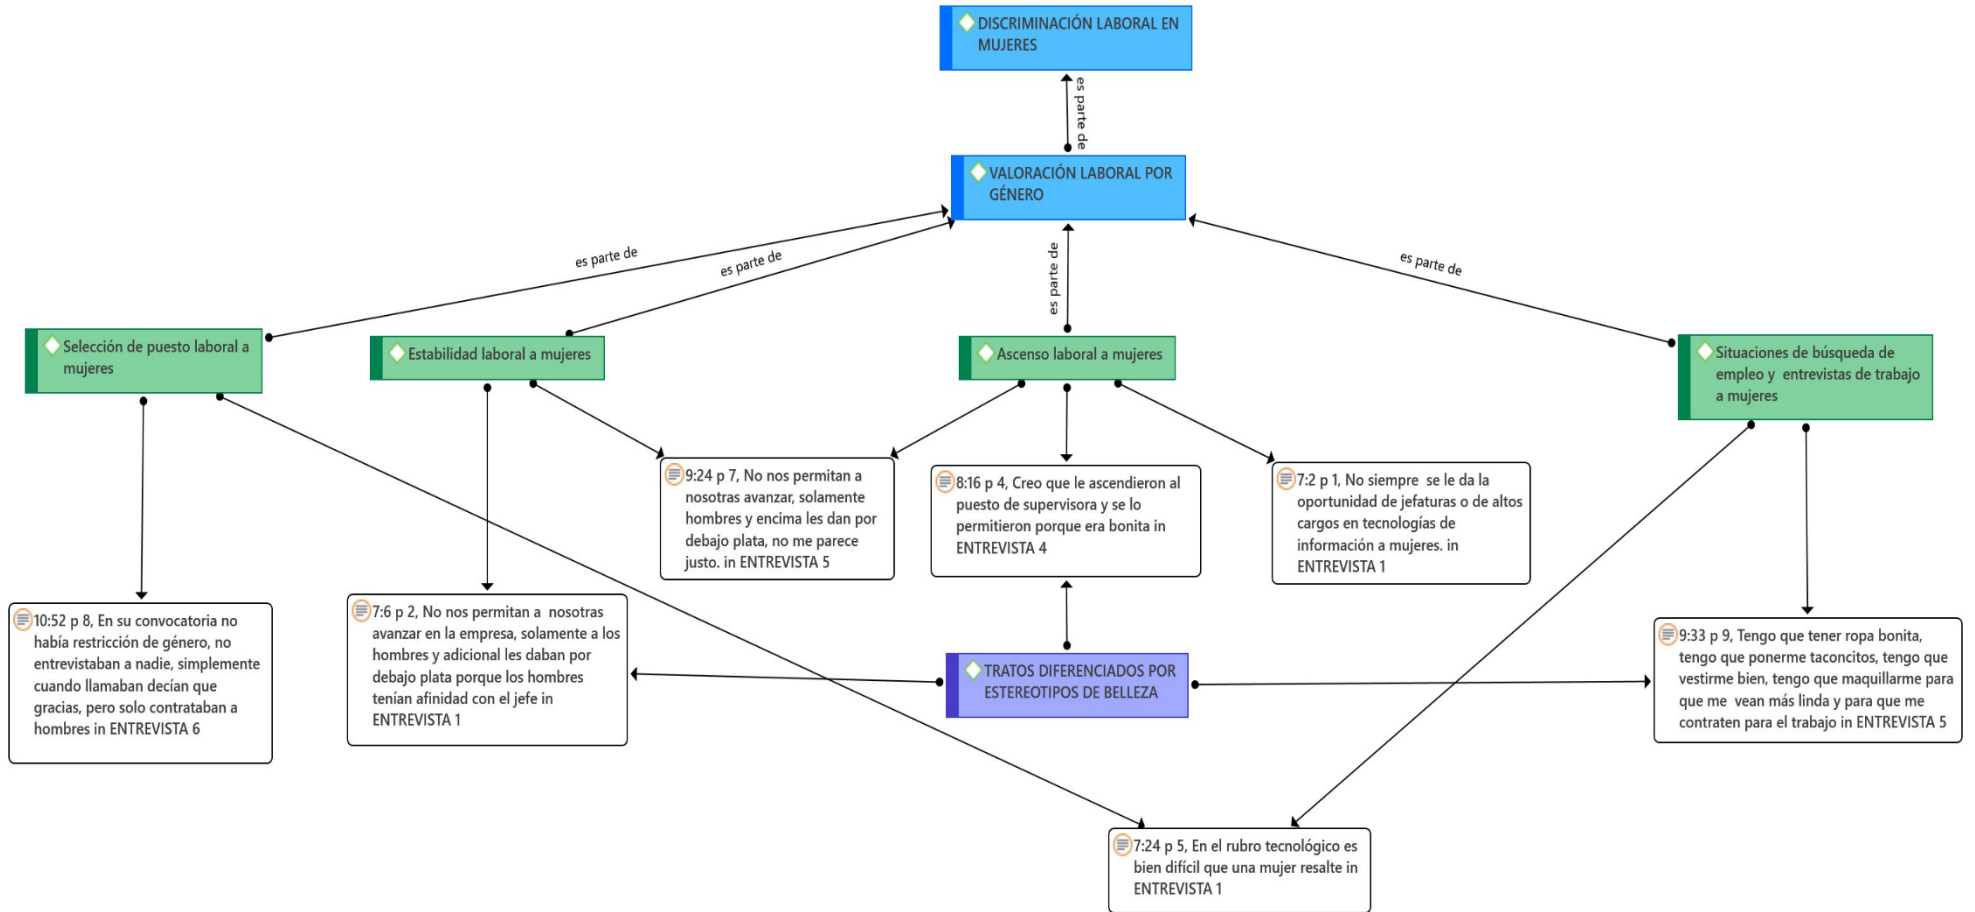 DISCRIMINACIÓN LABORAL EN
MUJERES
es parte de
VALORACIÓN LABORAL POR
GÉNERO
es parte de
es parte de
es parte de
es parte de
Selección de puesto laboral a
mujeres
Estabilidad laboral a mujeres
Ascenso laboral a mujeres
Situaciones de búsqueda de
empleo y entrevistas de trabajo
a mujeres
9:24 p 7, No nos permitan a
nosotras avanzar, solamente
hombres y encima les dan por
debajo plata, no me parece
justo. in ENTREVISTA 5
8:16 p 4, Creo que le ascendieron al
puesto de supervisora y se lo
permitieron porque era bonita in
ENTREVISTA 4
7:2 p 1, No siempre se le da la
oportunidad de jefaturas o de altos
cargos en tecnologías de
información a mujeres. in
ENTREVISTA 1
10:52 p 8, En su convocatoria no
había restricción de género, no
entrevistaban a nadie, simplemente
cuando llamaban decían que
gracias, pero solo contrataban a
hombres in ENTREVISTA 6
7:6 p 2, No nos permitan a nosotras
avanzar en la empresa, solamente a los
hombres y adicional les daban por
debajo plata porque los hombres
tenían afinidad con el jefe in
ENTREVISTA 1
TRATOS DIFERENCIADOS POR
ESTEREOTIPOS DE BELLEZA
9:33 p 9, Tengo que tener ropa bonita,
tengo que ponerme taconcitos, tengo que
vestirme bien, tengo que maquillarme para
que me vean más linda y para que me
contraten para el trabajo in ENTREVISTA 5
7:24 p 5, En el rubro tecnológico es
bien difícil que una mujer resalte in
ENTREVISTA 1